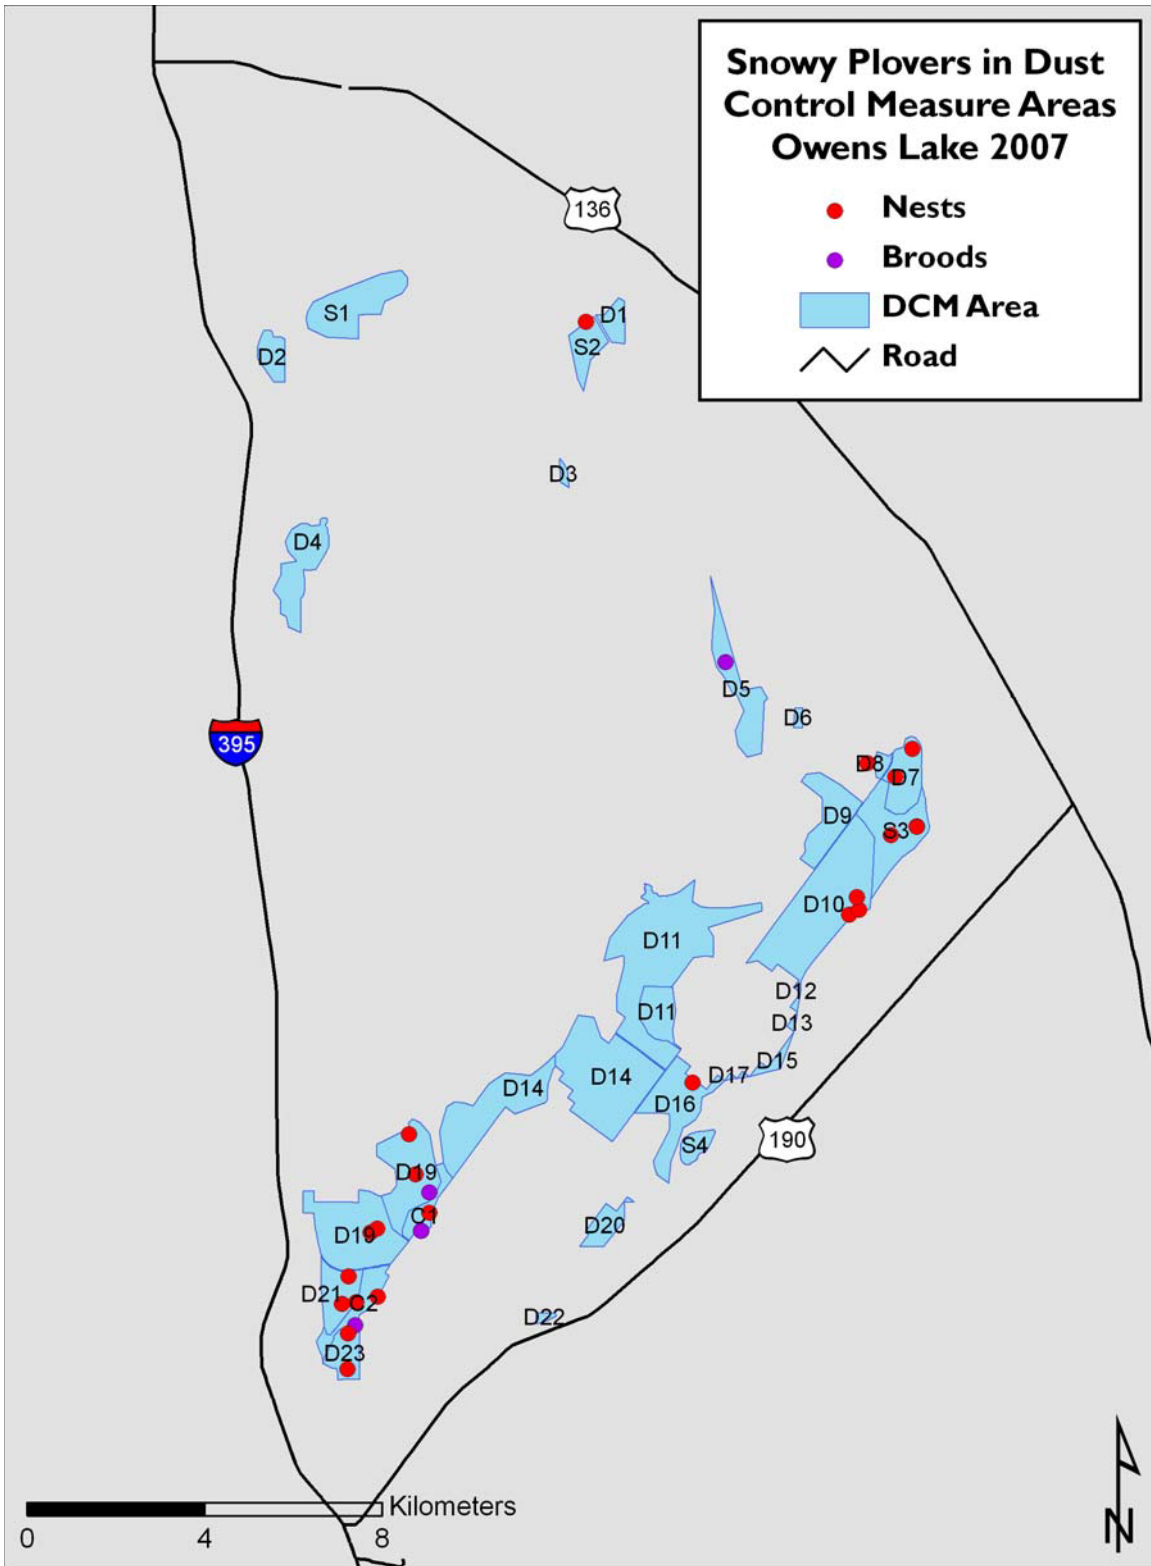 Snowy Plovers in Dust
Control Measure Areas
Owens Lake 2007
Nests
Broods
DCM Area
Road
136
S1
D1
S2
D2
D3
D4
D5
D6
395
D8
D7
D9
S3
D10
D11
D12
D11
D13
D15
D17
D14
D14
D16
190
S4
D19
C1
D20
D19
D21
C2
D22
D23
Kilometers
0 4 8
N